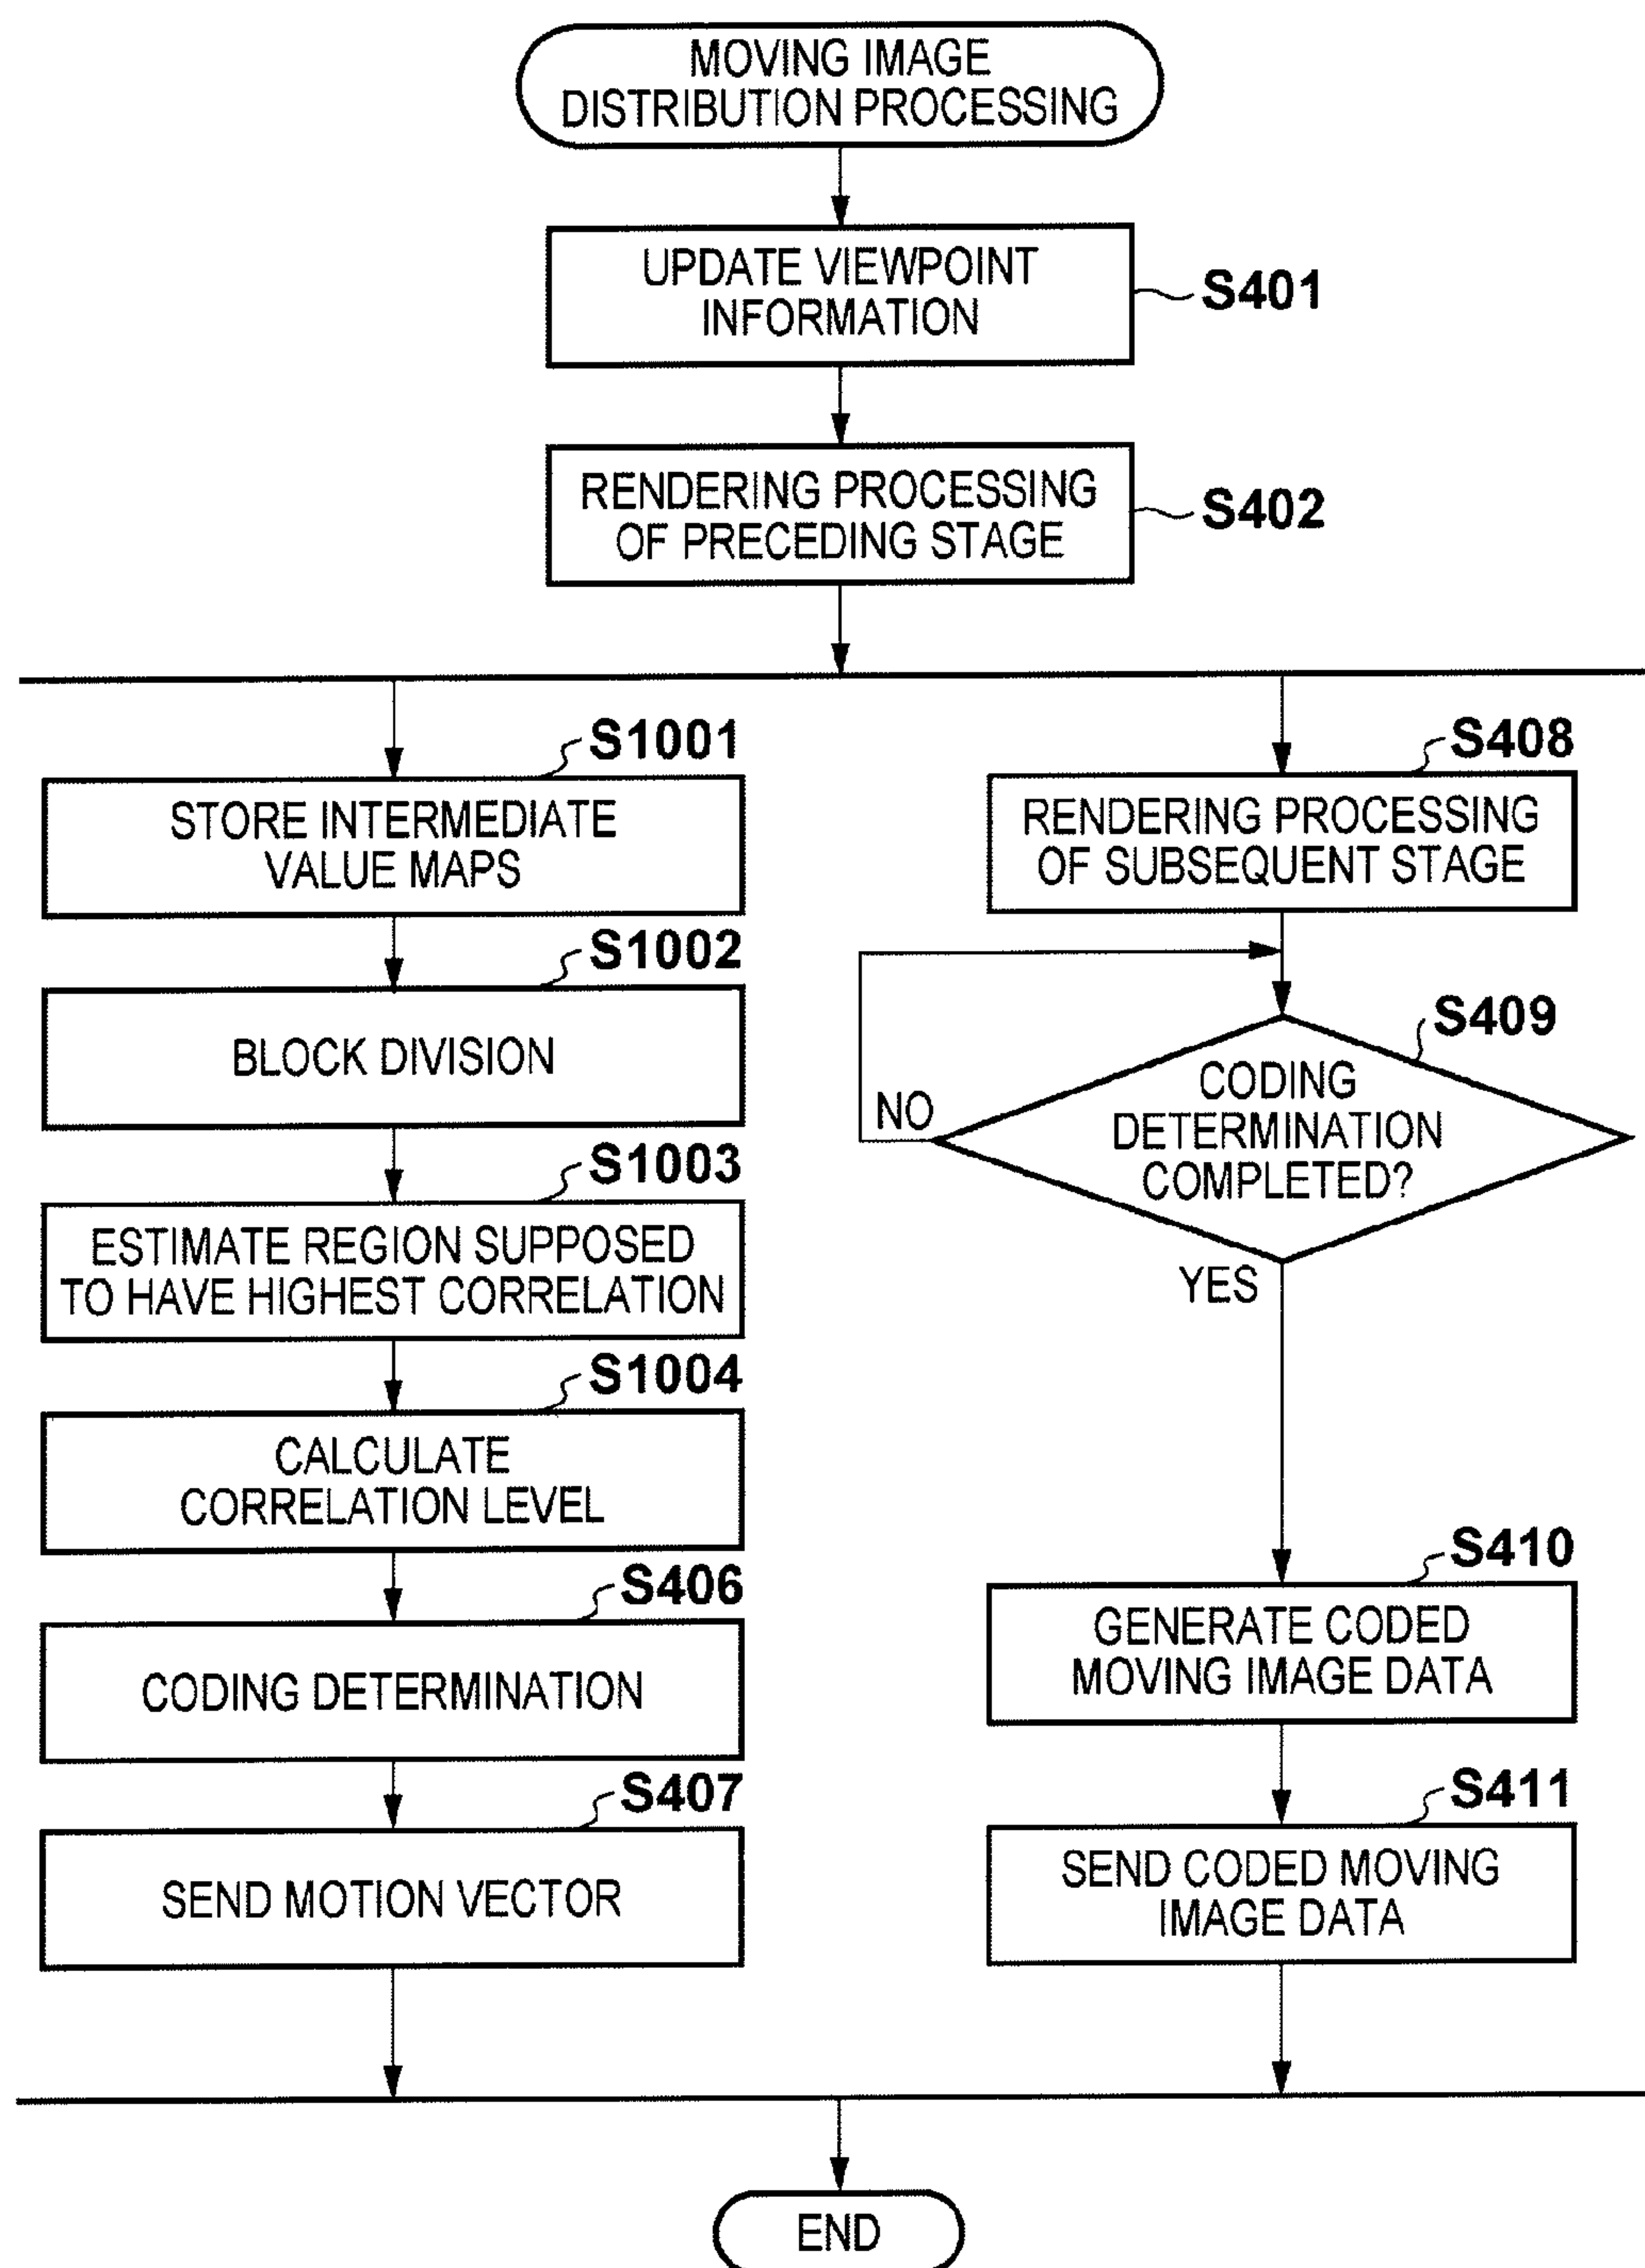 MOVING IMAGE
DISTRIBUTION PROCESSING
UPDATE VIEWPOINT
INFORMATION
S401
RENDERING PROCESSING
OF PRECEDING STAGE
S402
S1001
STORE INTERMEDIATE
VALUE MAPS
S1002
BLOCK DIVISION
S1003
ESTIMATE REGION SUPPOSED
TO HAVE HIGHEST CORRELATION
S1004
CALCULATE
CORRELATION LEVEL
S406
CODING DETERMINATION
S407
SEND MOTION VECTOR
S408
RENDERING PROCESSING
OF SUBSEQUENT STAGE
S409
CODING
DETERMINATION
COMPLETED?
NO
YES
S410
GENERATE CODED
MOVING IMAGE DATA
S411
SEND CODED MOVING
IMAGE DATA
END